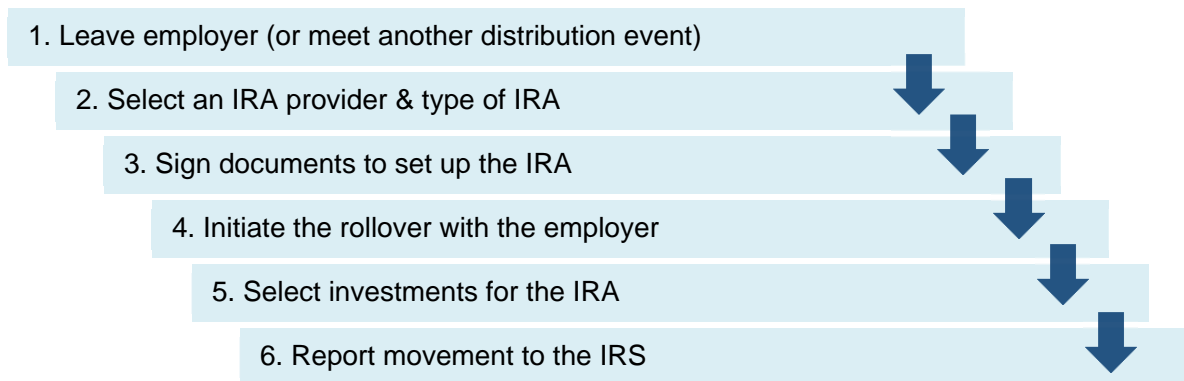 1. Leave employer (or meet another distribution event)
2. Select an IRA provider & type of IRA
3. Sign documents to set up the IRA
4. Initiate the rollover with the employer
5. Select investments for the IRA
6. Report movement to the IRS